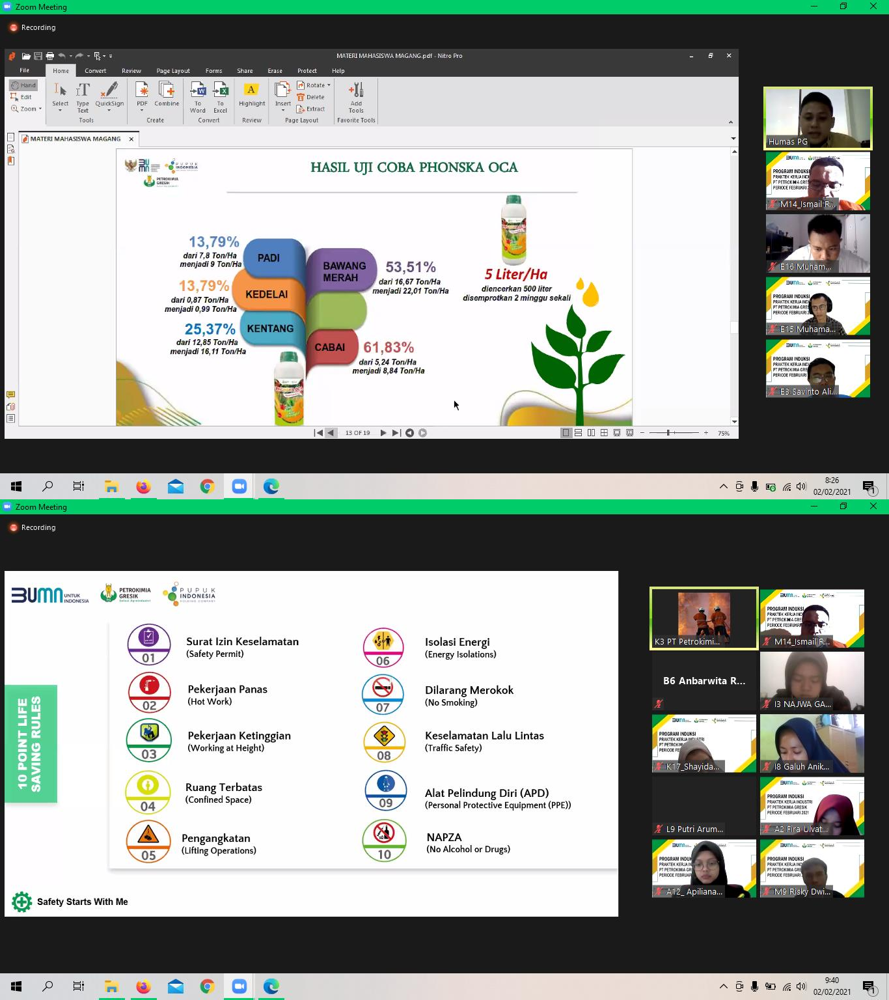 Zoom Meeting
Recording
MATERI MAHASISWA MAGANG.pdf - Nitro Pro
File Home Convert Review Page Layout Forms Share Erase Protect Help
Hand
Edit
Zoom
Select
Type
Text
QuickSign
Tools
PDF
Combine
Create
To
Word
To
Excel
Convert
Highlight
Review
Insert
Rotate
Delete
Extract
Page Layout
Add
Tools
Favorite Tools
MATERI MAHASISWA MAGANG
PUPUK
INDONESIA
PETROKIMIA
GRESIK
HASIL UJI COBA PHONSKA OCA
13,79%
dari 7,8 Ton/Ha
menjadi 9 Ton/Ha
PADI
13,79%
dari 0,87 Ton/Ha
menjadi 0,99 Ton/Ha
KEDELAI
25,37%
dari 12,85 Ton/Ha
menjadi 16,11 Ton/Ha
KENTANG
BAWANG
MERAH
53,51%
dari 16,67 Ton/Ha
menjadi 22,01 Ton/Ha
CABAI
61,83%
dari 5,24 Ton/Ha
menjadi 8,84 Ton/Ha
5 Liter/Ha
diencerkan 500 liter
disemprotkan 2 minggu sekali
13 OF 19
75%
Humas PG
M14_Ismail R...
E16 Muham...
E15 Muhama...
E3 Savinto Ali...
8:26
02/02/2021
1
Zoom Meeting
Recording
BUMN UNTUK
INDONESIA
PETROKIMIA
GRESIK
PUPUK
INDONESIA
HOLDING COMPANY
10 POINT LIFE
SAVING RULES
01
Surat Izin Keselamatan
(Safety Permit)
02
Pekerjaan Panas
(Hot Work)
03
Pekerjaan Ketinggian
(Working at Height)
04
Ruang Terbatas
(Confined Space)
05
Pengangkatan
(Lifting Operations)
06
Isolasi Energi
(Energy Isolations)
07
Dilarang Merokok
(No Smoking)
08
Keselamatan Lalu Lintas
(Traffic Safety)
09
Alat Pelindung Diri (APD)
(Personal Protective Equipment (PPE))
10
NAPZA
(No Alcohol or Drugs)
Safety Starts With Me
K3 PT Petrokimi...
M14_Ismail R...
B6 Anbarwita R...
I3 NAJWA GA...
K17_Shayida...
I8 Galuh Anik...
L9 Putri Arum...
PROGRAM INDUKSI
PRAKTEK KERJA INDUSTRI
PT PETROKIMIA GRESIK
PERIODE FEBRUARI 2021
A2 Fira Ulvat...
A12_ Apiliana...
M9 Risky Dwi...
9:40
02/02/2021
1